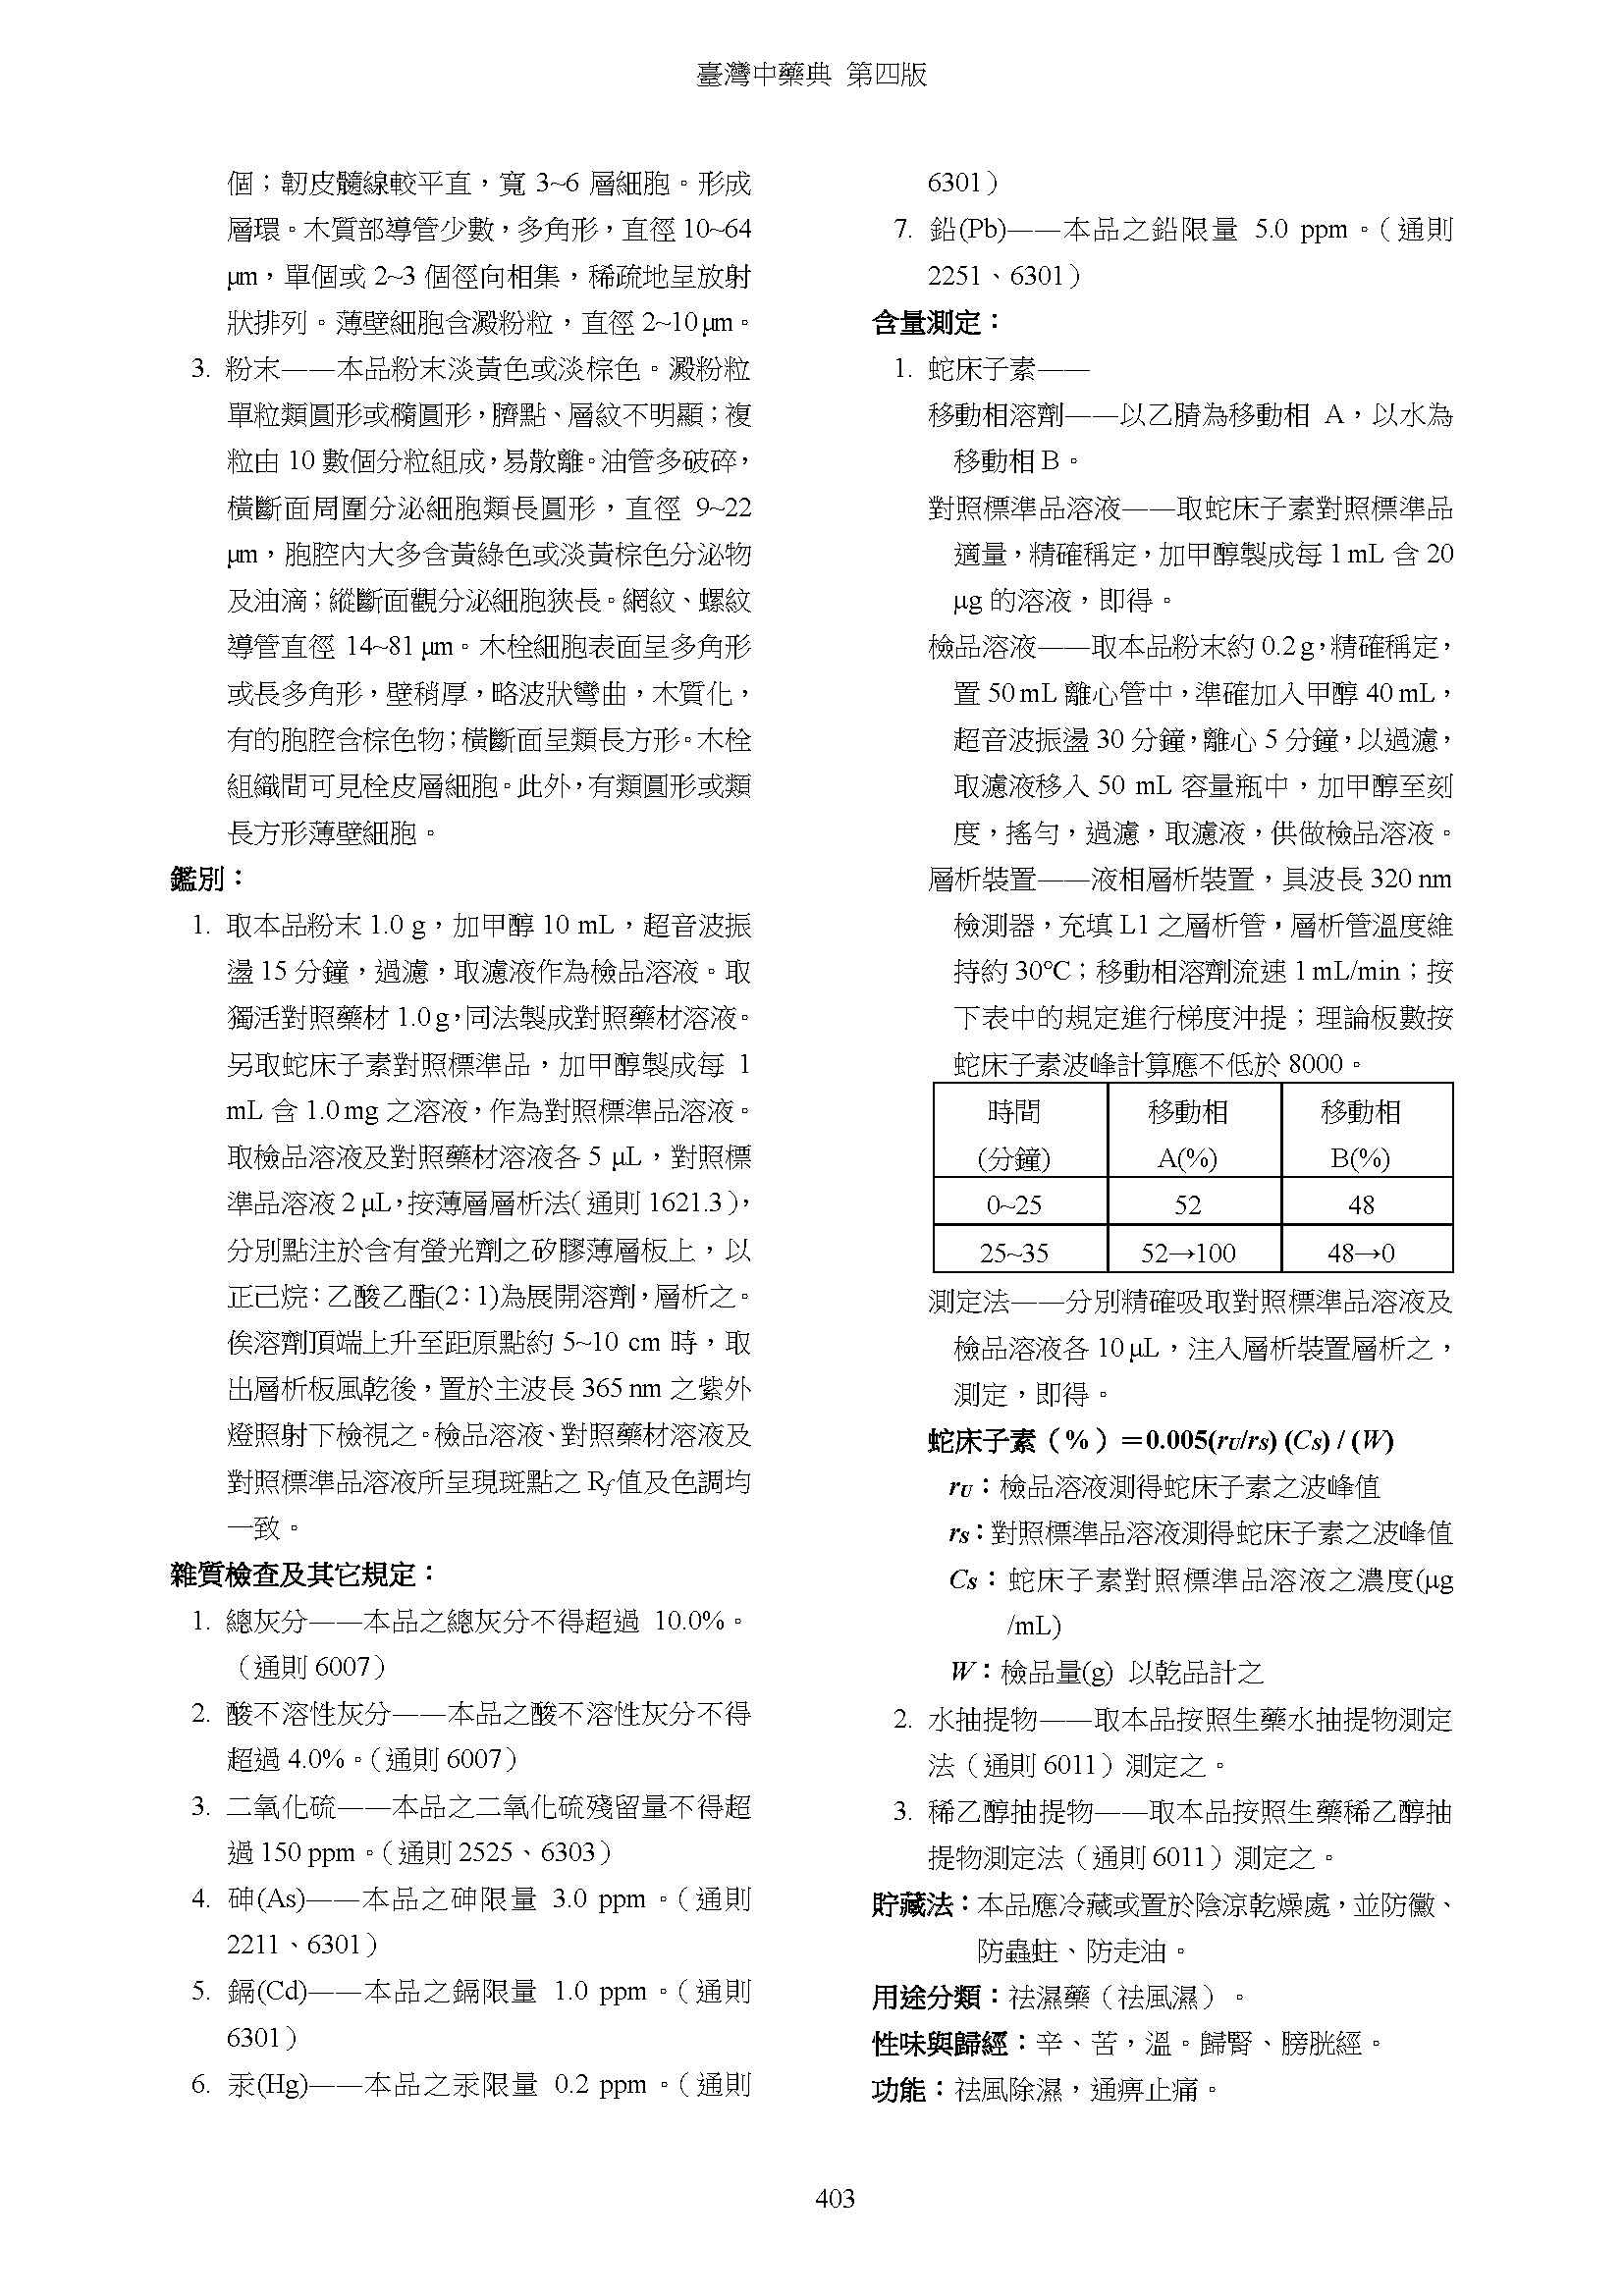 臺灣中藥典 第四版
個；韌皮髓線較平直，寬 3~6 層細胞。形成
層環。木質部導管少數，多角形，直徑 10~64
μm，單個或 2~3 個徑向相集，稀疏地呈放射
狀排列。薄壁細胞含澱粉粒，直徑 2~10 μm。
3. 粉末——本品粉末淡黃色或淡棕色。澱粉粒
單粒類圓形或橢圓形，臍點、層紋不明顯；複
粒由 10 數個分粒組成，易散離。油管多破碎，
橫斷面周圍分泌細胞類長圓形，直徑 9~22
μm，胞腔內大多含黃綠色或淡黃棕色分泌物
及油滴；縱斷面觀分泌細胞狹長。網紋、螺紋
導管直徑 14~81 μm。木栓細胞表面呈多角形
或長多角形，壁稍厚，略波狀彎曲，木質化，
有的胞腔含棕色物；橫斷面呈類長方形。木栓
組織間可見栓皮層細胞。此外，有類圓形或類
長方形薄壁細胞。
鑑別：
1. 取本品粉末 1.0 g，加甲醇 10 mL，超音波振
盪 15 分鐘，過濾，取濾液作為檢品溶液。取
獨活對照藥材 1.0 g，同法製成對照藥材溶液。
另取蛇床子素對照標準品，加甲醇製成每 1
mL 含 1.0 mg 之溶液，作為對照標準品溶液。
取檢品溶液及對照藥材溶液各 5 μL，對照標
準品溶液 2 μL，按薄層層析法（通則 1621.3），
分別點注於含有螢光劑之矽膠薄層板上，以
正己烷：乙酸乙酯(2：1)為展開溶劑，層析之。
俟溶劑頂端上升至距原點約 5~10 cm 時，取
出層析板風乾後，置於主波長 365 nm 之紫外
燈照射下檢視之。檢品溶液、對照藥材溶液及
對照標準品溶液所呈現斑點之 Rf 值及色調均
一致。
雜質檢查及其它規定：
1. 總灰分——本品之總灰分不得超過 10.0%。
（通則 6007）
2. 酸不溶性灰分——本品之酸不溶性灰分不得
超過 4.0%。（通則 6007）
3. 二氧化硫——本品之二氧化硫殘留量不得超
過 150 ppm。（通則 2525、6303）
4. 砷(As)——本品之砷限量 3.0 ppm。（通則
2211、6301）
5. 鎘(Cd)——本品之鎘限量 1.0 ppm。（通則
6301）
6. 汞(Hg)——本品之汞限量 0.2 ppm。（通則
6301）
7. 鉛(Pb)——本品之鉛限量 5.0 ppm。（通則
2251、6301）
含量測定：
1. 蛇床子素——
移動相溶劑——以乙腈為移動相 A，以水為
移動相 B。
對照標準品溶液——取蛇床子素對照標準品
適量，精確稱定，加甲醇製成每 1 mL 含 20
μg 的溶液，即得。
檢品溶液——取本品粉末約 0.2 g，精確稱定，
置 50 mL 離心管中，準確加入甲醇 40 mL，
超音波振盪 30 分鐘，離心 5 分鐘，以過濾，
取濾液移入 50 mL 容量瓶中，加甲醇至刻
度，搖勻，過濾，取濾液，供做檢品溶液。
層析裝置——液相層析裝置，具波長 320 nm
檢測器，充填 L1 之層析管，層析管溫度維
持約 30℃；移動相溶劑流速 1 mL/min；按
下表中的規定進行梯度沖提；理論板數按
蛇床子素波峰計算應不低於 8000。
時間 移動相 移動相
(分鐘) A(%) B(%)
0~25 52 48
25~35 52→100 48→0
測定法——分別精確吸取對照標準品溶液及
檢品溶液各 10 μL，注入層析裝置層析之，
測定，即得。
蛇床子素（%）＝0.005(rU/rS) (CS) / (W)
rU：檢品溶液測得蛇床子素之波峰值
rS：對照標準品溶液測得蛇床子素之波峰值
CS：蛇床子素對照標準品溶液之濃度(μg
/mL)
W：檢品量(g) 以乾品計之
2. 水抽提物——取本品按照生藥水抽提物測定
法（通則 6011）測定之。
3. 稀乙醇抽提物——取本品按照生藥稀乙醇抽
提物測定法（通則 6011）測定之。
貯藏法：本品應冷藏或置於陰涼乾燥處，並防黴、
防蟲蛀、防走油。
用途分類：祛濕藥（祛風濕）。
性味與歸經：辛、苦，溫。歸腎、膀胱經。
功能：祛風除濕，通痹止痛。
403